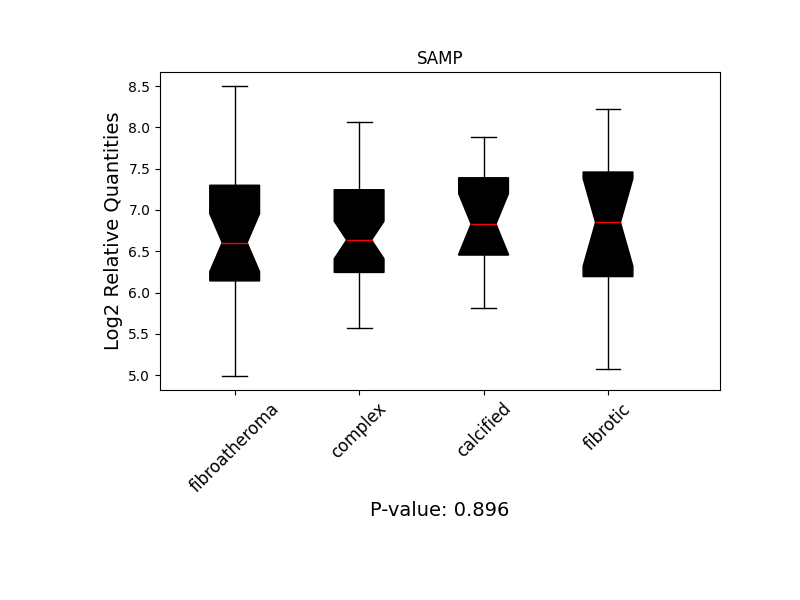 SAMP
Log2 Relative Quantities
8.5
8.0
7.5
7.0
6.5
6.0
5.5
5.0
fibroatheroma
complex
calcified
fibrotic
P-value: 0.896